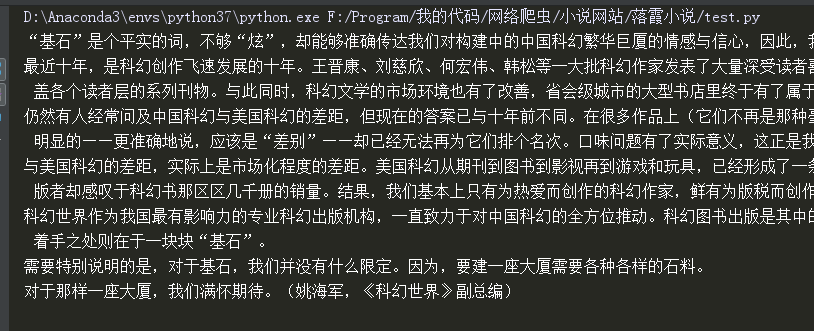 D:\Anaconda3\envs\python37\python.exe F:/Program/我的代码/网络爬虫/小说网站/落霞小说/test.py
“基石”是个平实的词，不够“炫”，却能够准确传达我们对构建中的中国科幻繁华巨厦的情感与信心，因此，我
最近十年，是科幻创作飞速发展的十年。王晋康、刘慈欣、何宏伟、韩松等一大批科幻作家发表了大量深受读者喜
盖各个读者层的系列刊物。与此同时，科幻文学的市场环境也有了改善，省会级城市的大型书店里终于有了属于
仍然有人经常问及中国科幻与美国科幻的差距，但现在的答案已与十年前不同。在很多作品上（它们不再是那种
明显的——更准确地说，应该是“差别”——却已经无法再为它们排个名次。口味问题有了实际意义，这正是我
与美国科幻的差距，实际上是市场化程度的差距。美国科幻从期刊到图书到影视再到游戏和玩具，已经形成了一条
版者却感叹于科幻书那区区几千册的销量。结果，我们基本上只有为热爱而创作的科幻作家，鲜有为版税而创作
科幻世界作为我国最有影响力的专业科幻出版机构，一直致力于对中国科幻的全方位推动。科幻图书出版是其中的
着手之处则在于一块块“基石”。
需要特别说明的是，对于基石，我们并没有什么限定。因为，要建一座大厦需要各种各样的石料。
对于那样一座大厦，我们满怀期待。（姚海军，《科幻世界》副总编）